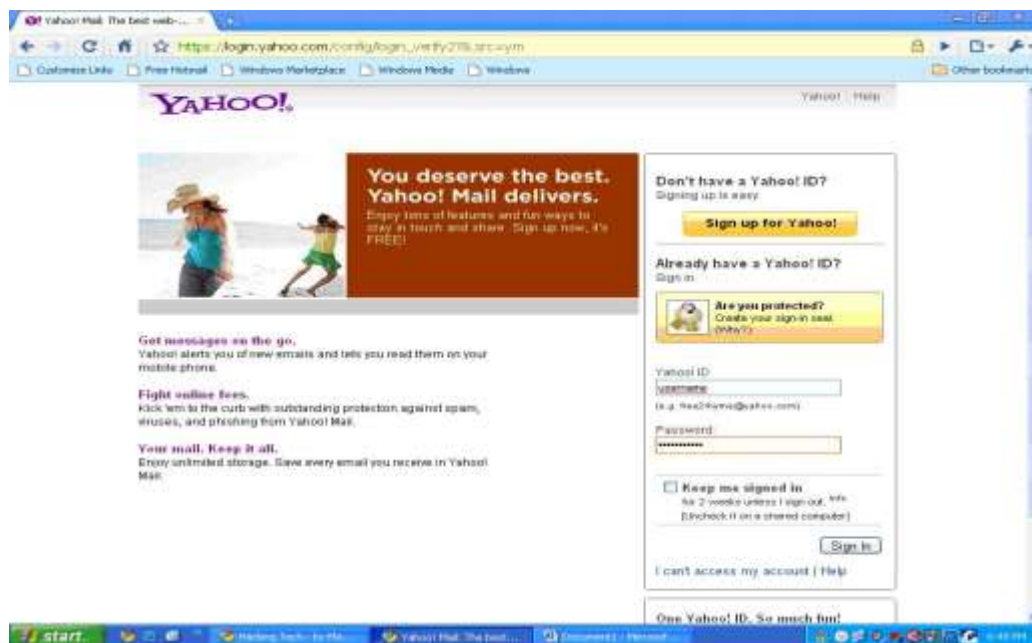 Yahoo! Mail: The best web-...
https://login.yahoo.com/config/login_verify2?&.src=ym
Customize Links Free Hotmail Windows Marketplace Windows Media Windows Other bookmarks
YAHOO!
Yahoo! Help
You deserve the best.
Yahoo! Mail delivers.
Enjoy tons of features and fun ways to
stay in touch and share. Sign up now, it's
FREE!
Get messages on the go.
Yahoo! alerts you of new emails and lets you read them on your
mobile phone.
Fight online foes.
Kick 'em to the curb with outstanding protection against spam,
viruses, and phishing from Yahoo! Mail.
Your mail. Keep it all.
Enjoy unlimited storage. Save every email you receive in Yahoo!
Mail.
Don't have a Yahoo! ID?
Signing up is easy.
Sign up for Yahoo!
Already have a Yahoo! ID?
Sign in.
Are you protected?
Create your sign-in seal.
(Why?)
Yahoo! ID
username
(e.g. free2rhyme@yahoo.com)
Password:
Keep me signed in
for 2 weeks unless I sign out. Info
(Uncheck if on a shared computer)
Sign In
I can't access my account | Help
One Yahoo! ID. So much fun!
start
Yahoo! Mail: The best...